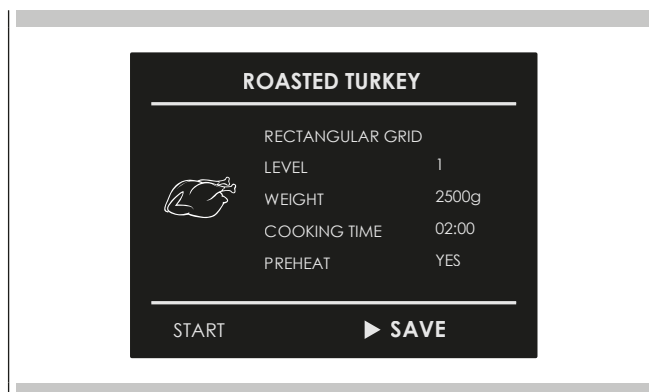 ROASTED TURKEY
RECTANGULAR GRID
LEVEL 1
WEIGHT 2500g
COOKING TIME 02:00
PREHEAT YES
START ▶ SAVE